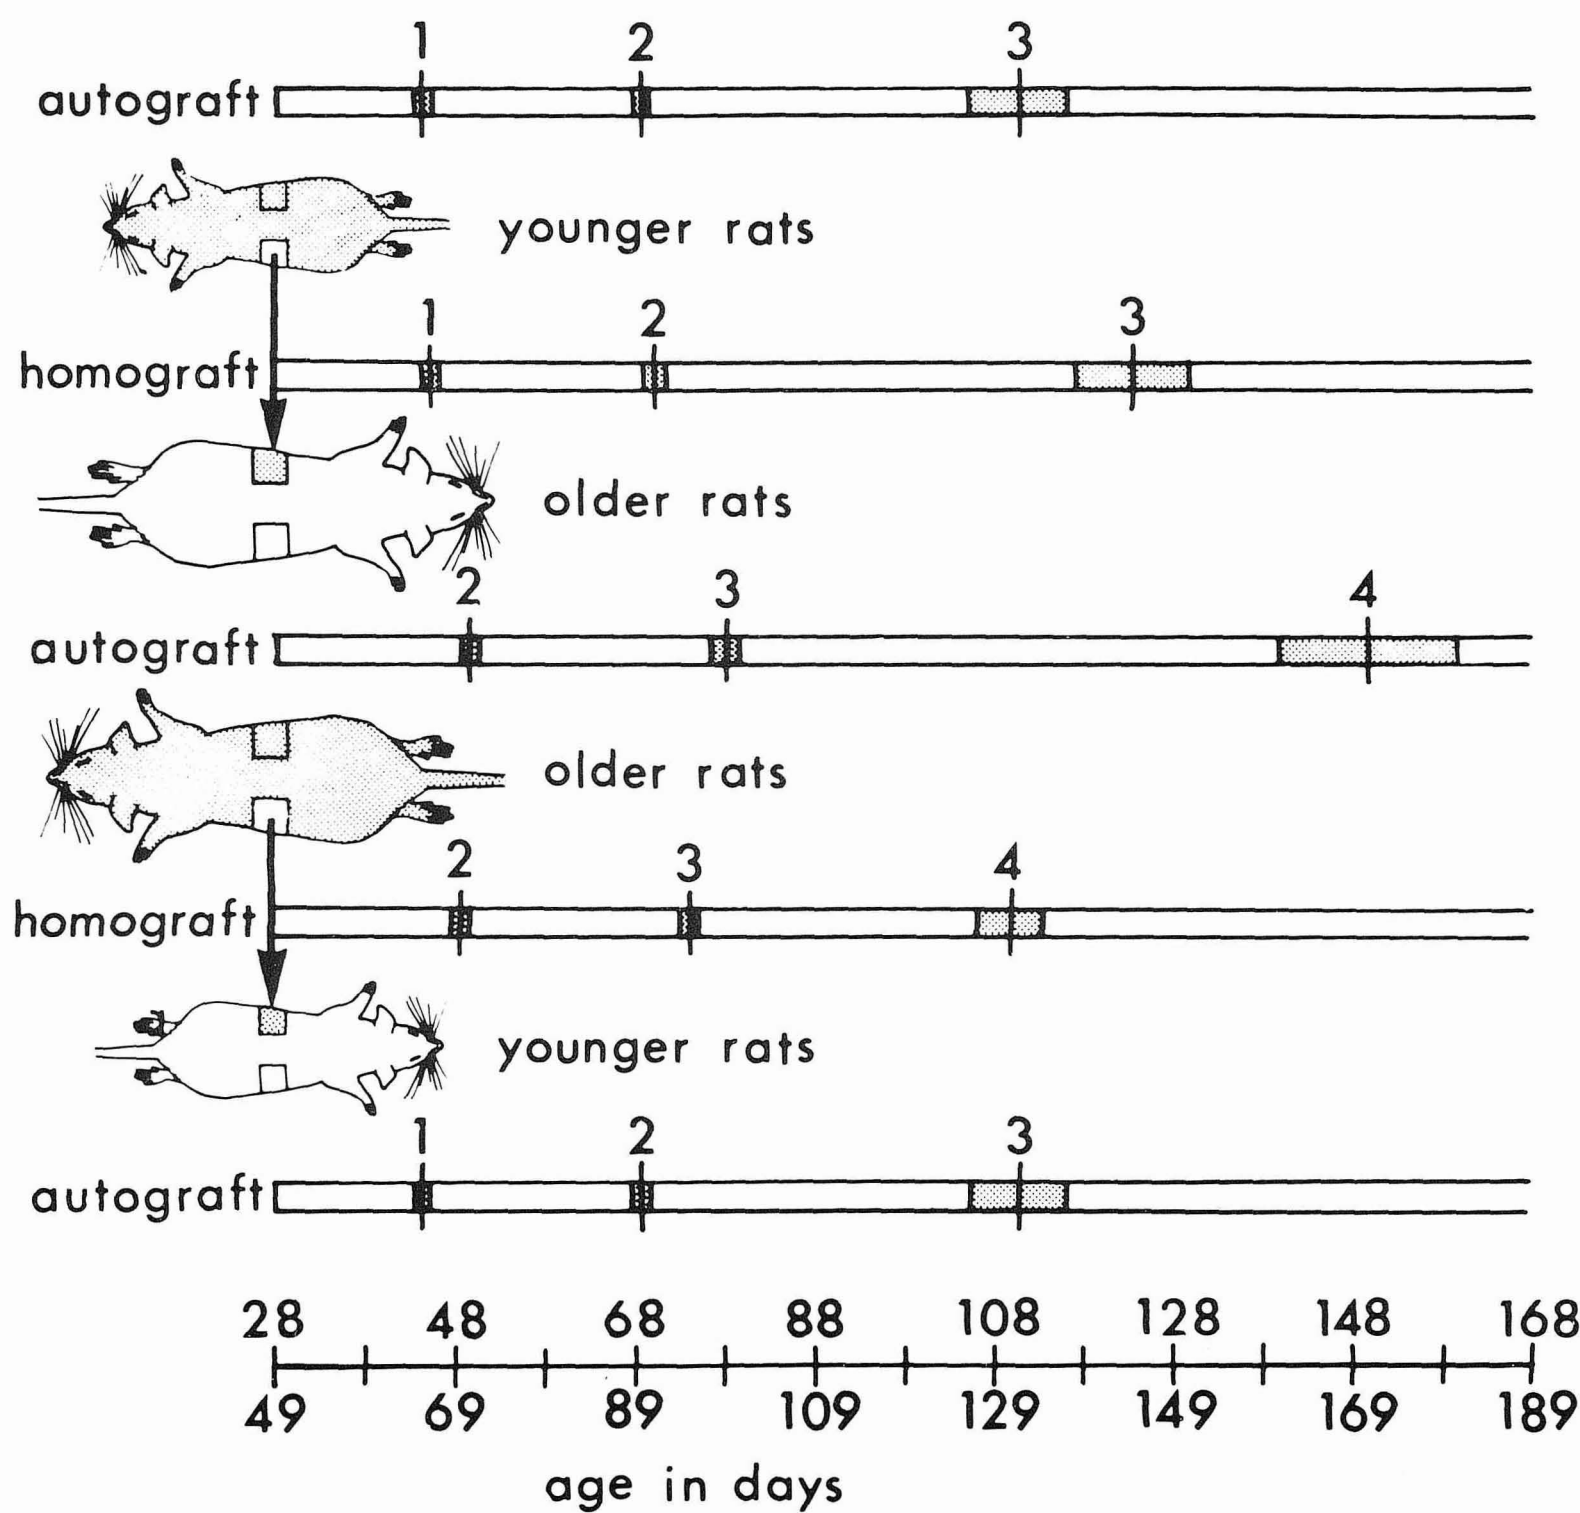 1 2 3
autograft
younger rats
1 2 3
homograft
older rats
2 3 4
autograft
older rats
2 3 4
homograft
younger rats
1 2 3
autograft
28 48 68 88 108 128 148 168
49 69 89 109 129 149 169 189
age in days